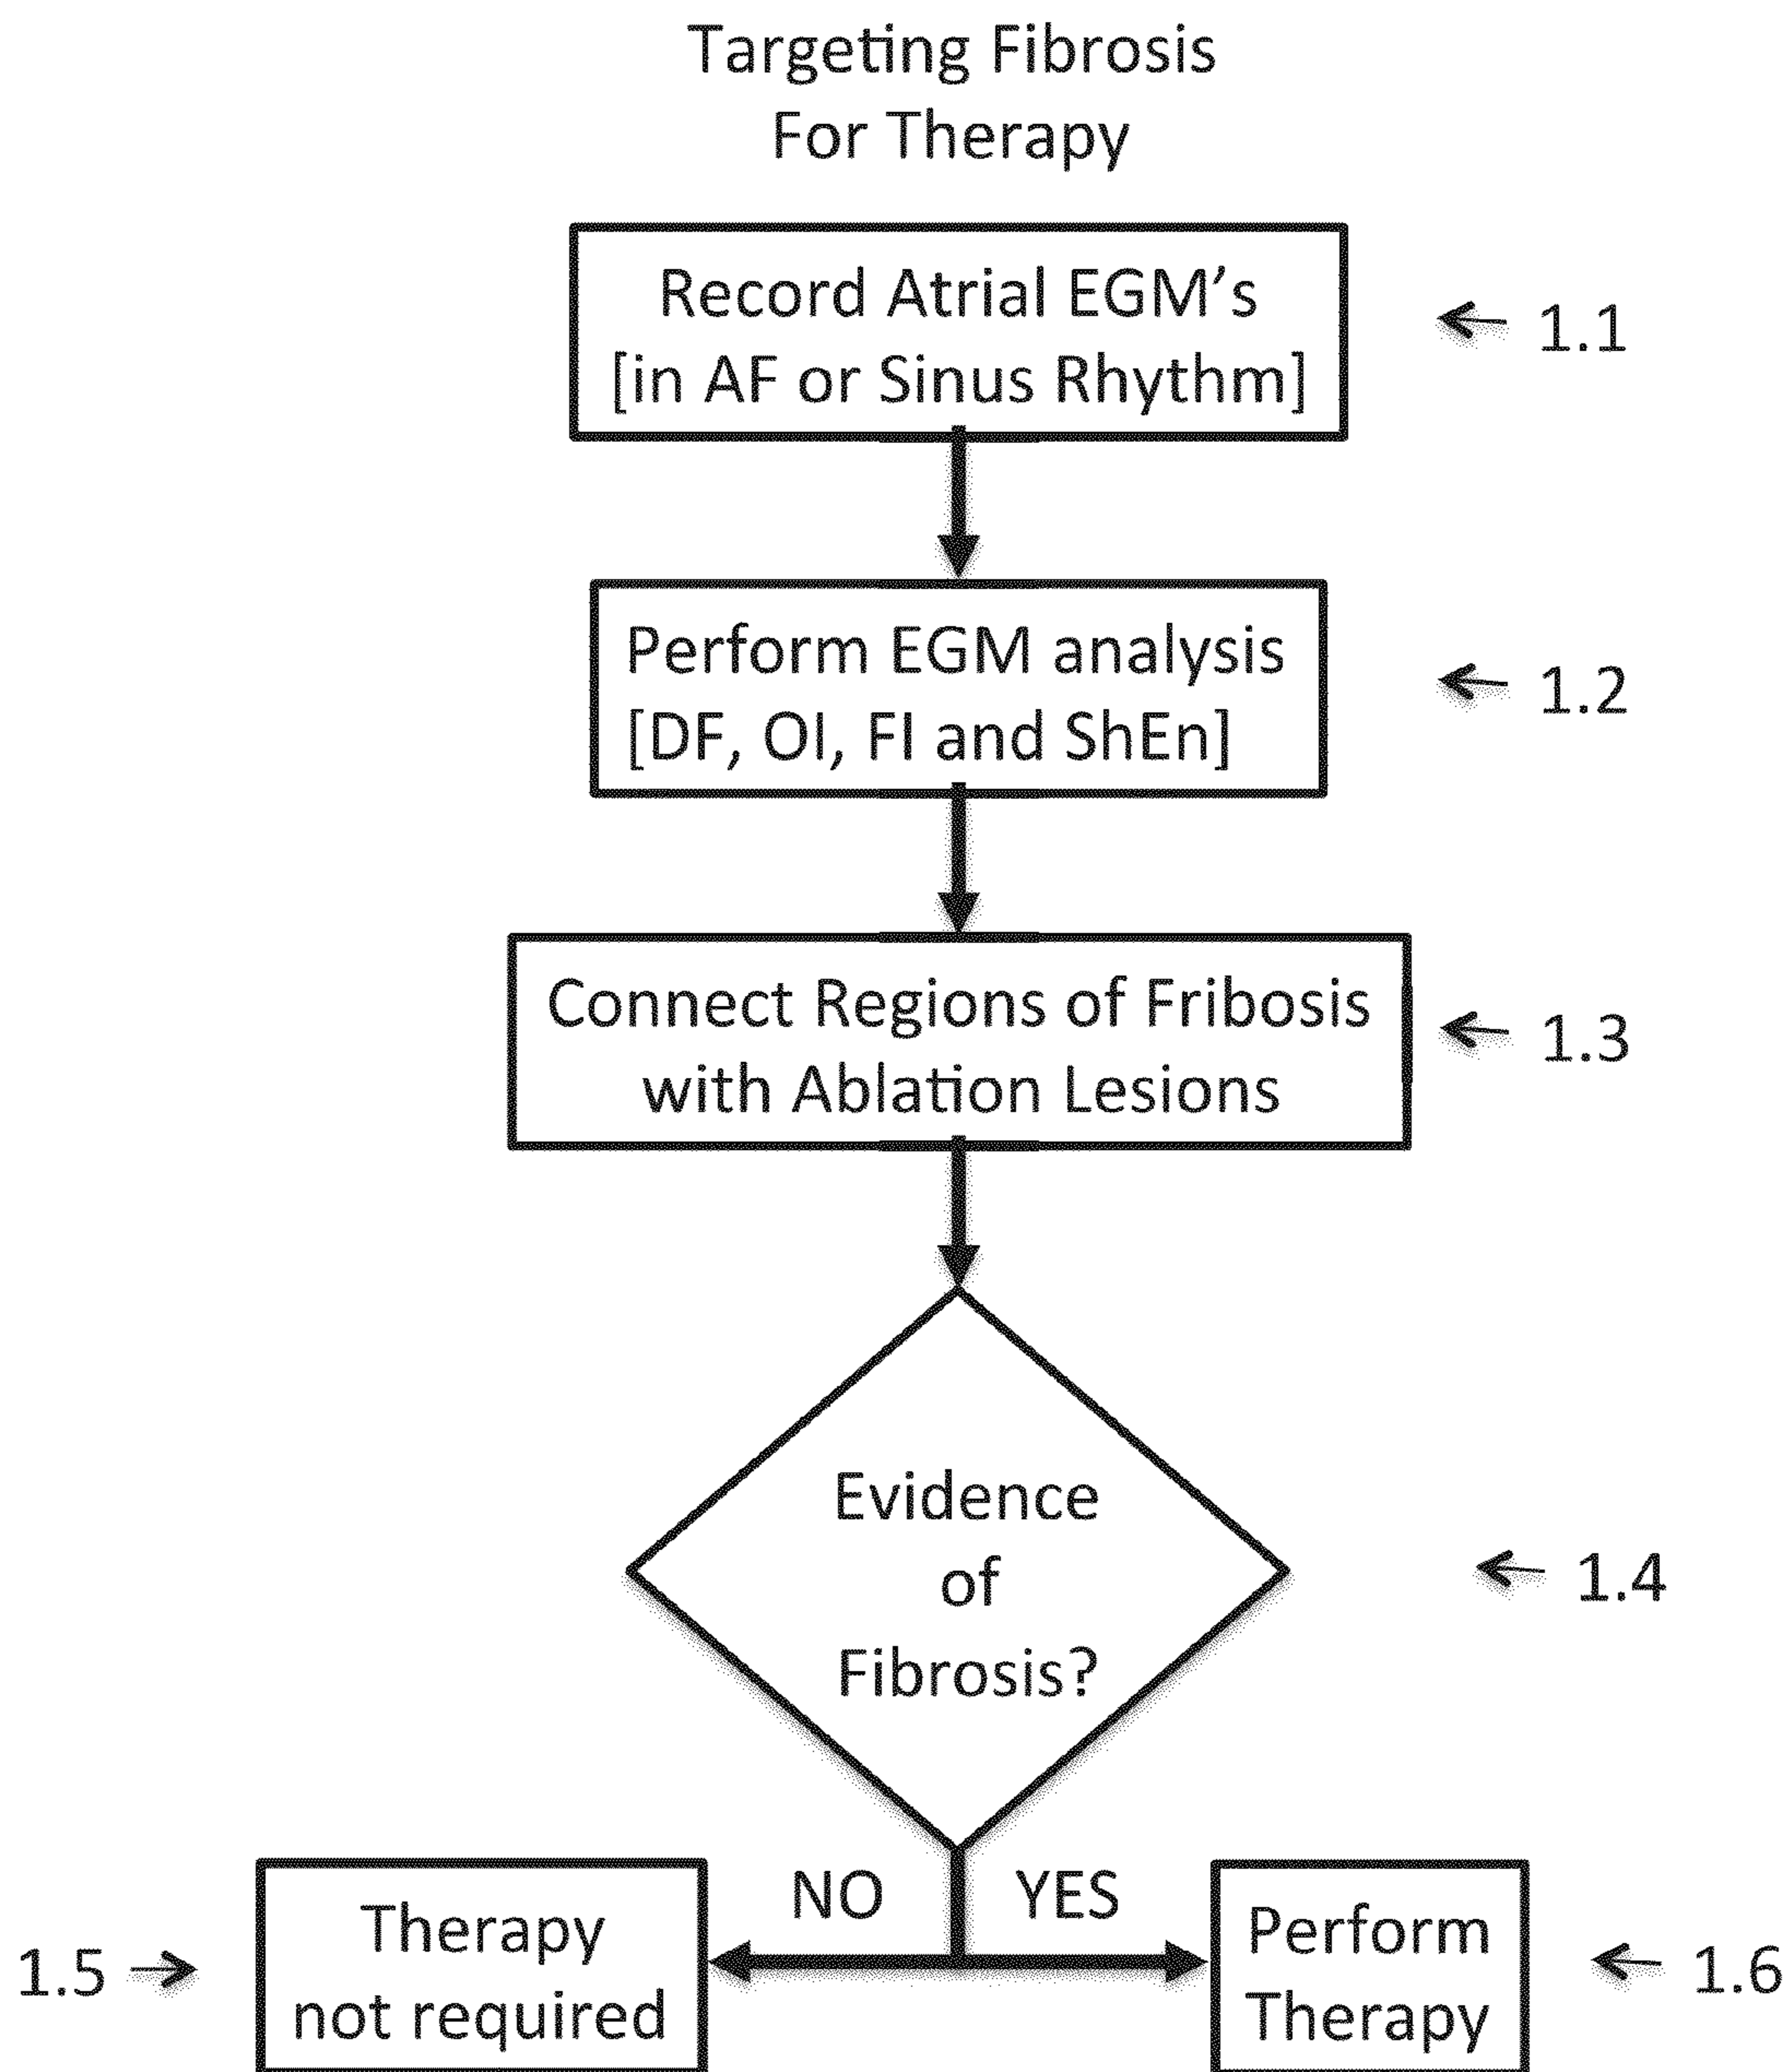 Targeting Fibrosis
For Therapy
Record Atrial EGM's
[in AF or Sinus Rhythm]
1.1
Perform EGM analysis
[DF, OI, FI and ShEn]
1.2
Connect Regions of Fribosis
with Ablation Lesions
1.3
Evidence
of
Fibrosis?
1.4
NO
YES
1.5
Therapy
not required
Perform
Therapy
1.6